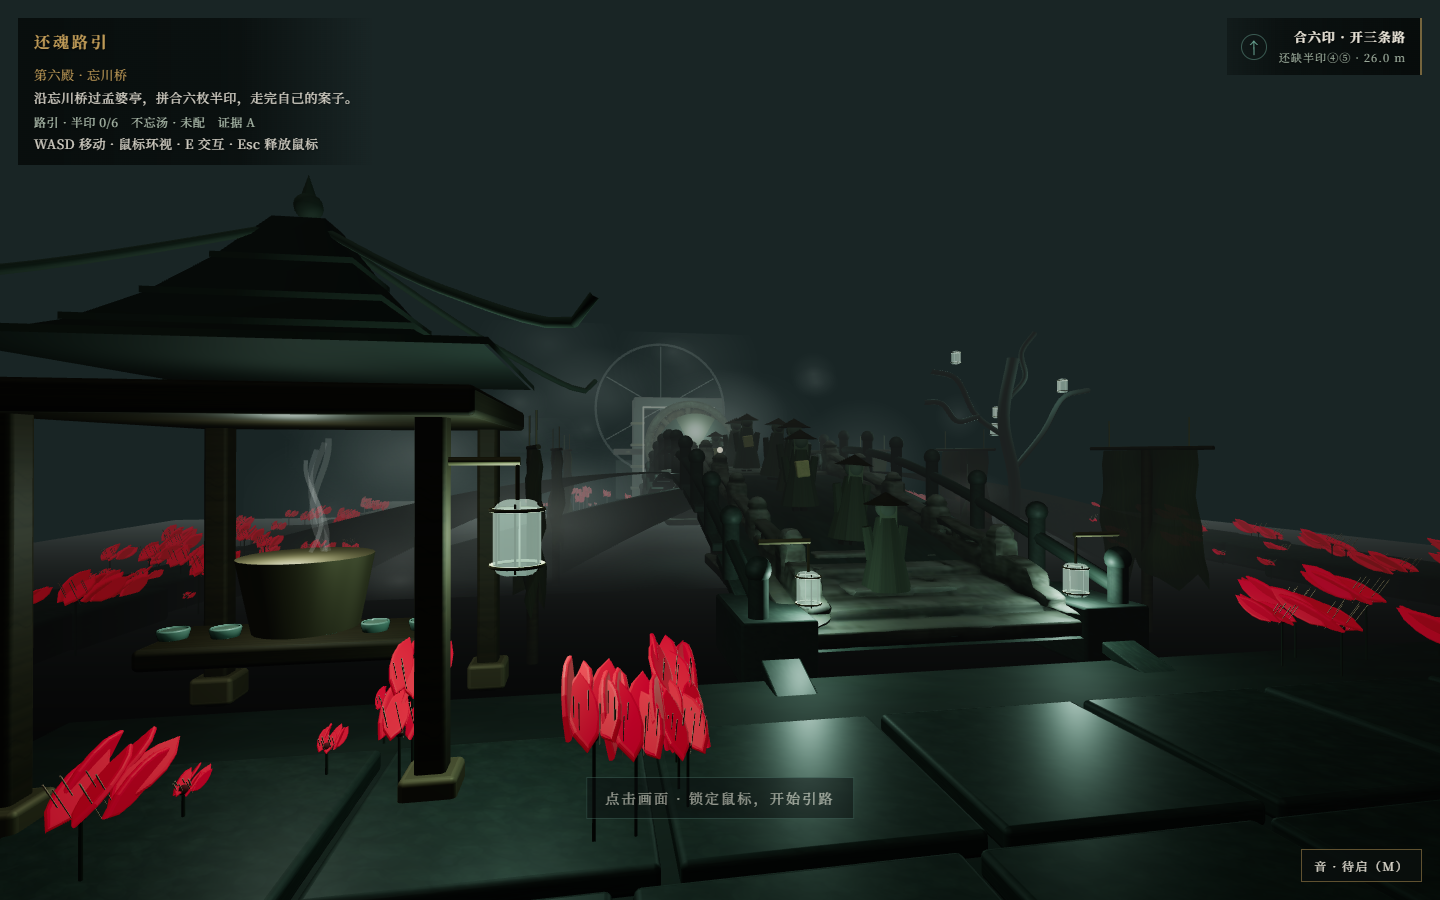 还魂路引
第六殿 · 忘川桥
沿忘川桥过孟婆亭，拼合六枚半印，走完自己的案子。
路引 · 半印 0/6 不忘汤 · 未配 证据 A
WASD 移动 · 鼠标环视 · E 交互 · Esc 释放鼠标
合六印 · 开三条路
还缺半印④⑤ · 26.0 m
点击画面 · 锁定鼠标，开始引路
音 · 待启（M）